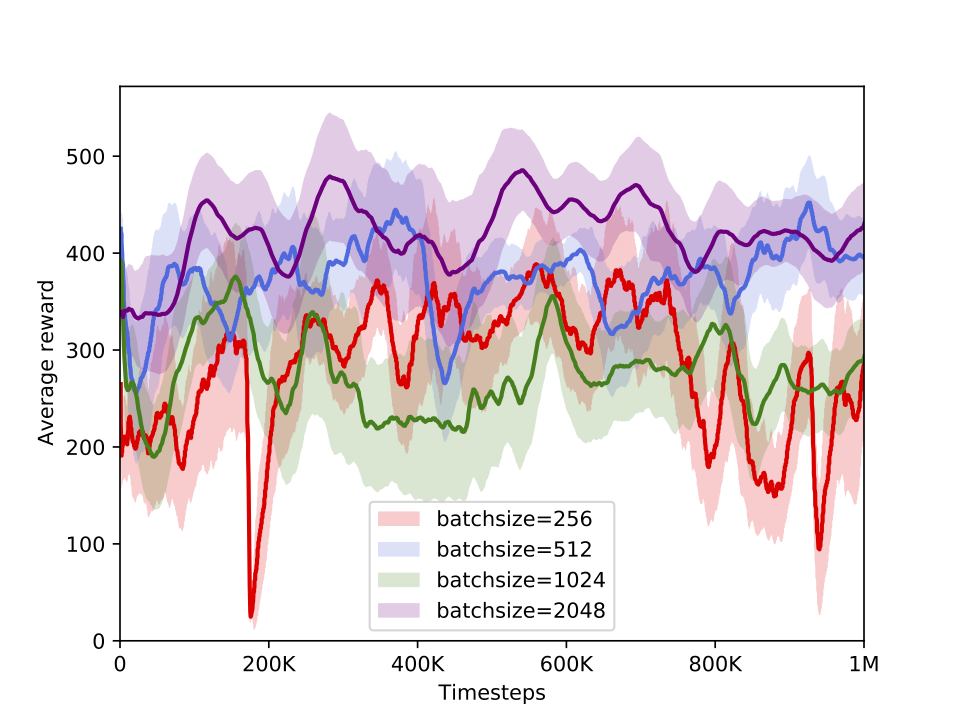 500
400
300
200
100
0
Average reward
batchsize=256
batchsize=512
batchsize=1024
batchsize=2048
0 200K 400K 600K 800K 1M
Timesteps